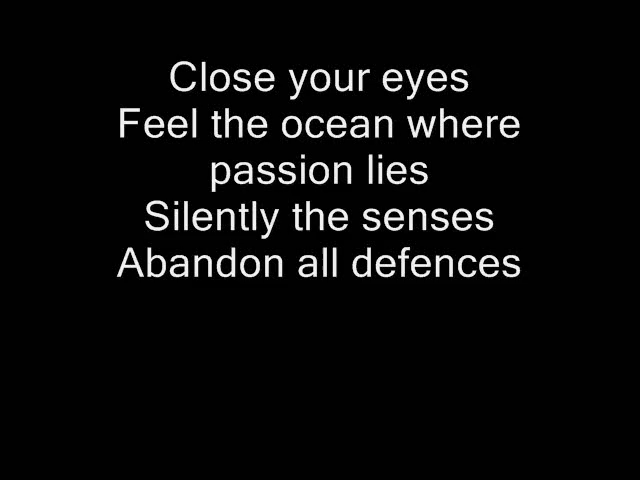 Close your eyes
Feel the ocean where
passion lies
Silently the senses
Abandon all defences